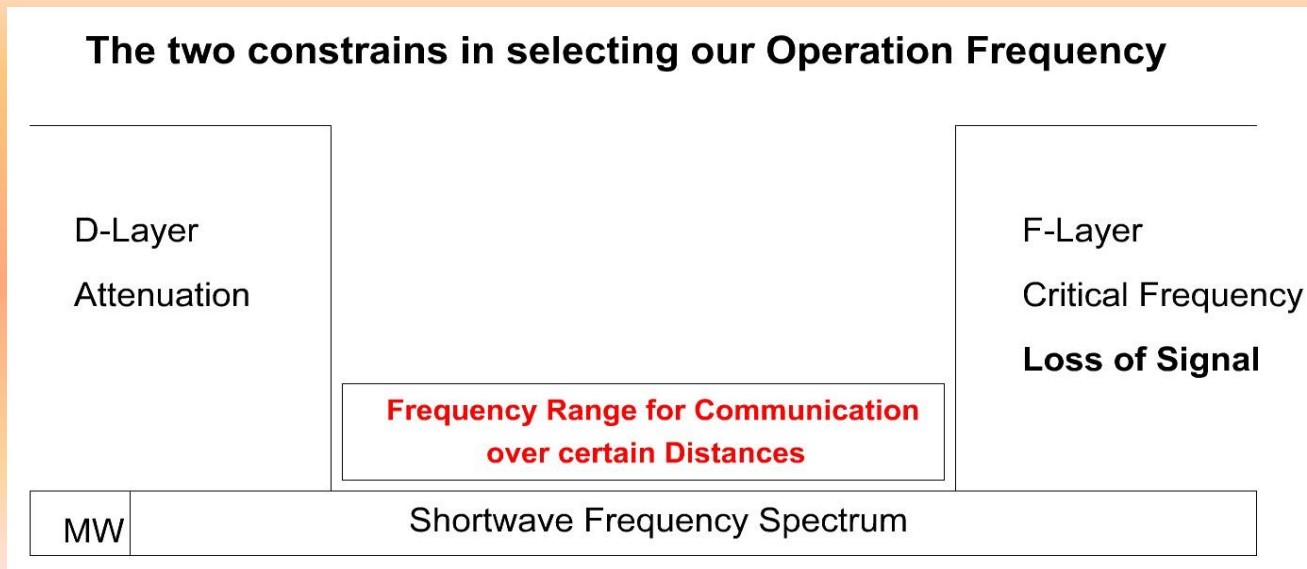 The two constrains in selecting our Operation Frequency
D-Layer
Attenuation
F-Layer
Critical Frequency
Loss of Signal
Frequency Range for Communication
over certain Distances
MW
Shortwave Frequency Spectrum